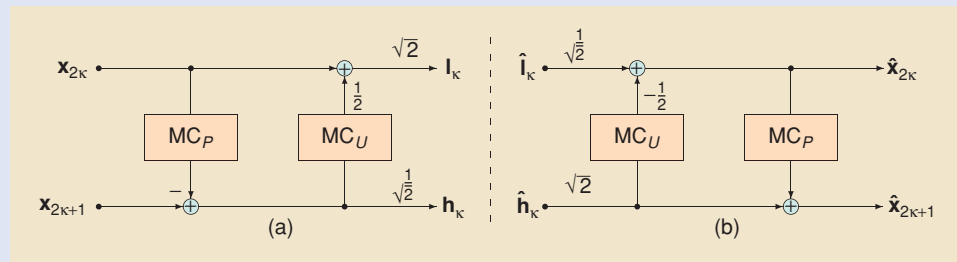 x2κ
√2
lκ
1/2
MCP
MCU
−
√1/2
x2κ+1
hκ
(a)
l̂κ
√1/2
x̂2κ
−1/2
MCU
MCP
√2
ĥκ
x̂2κ+1
(b)